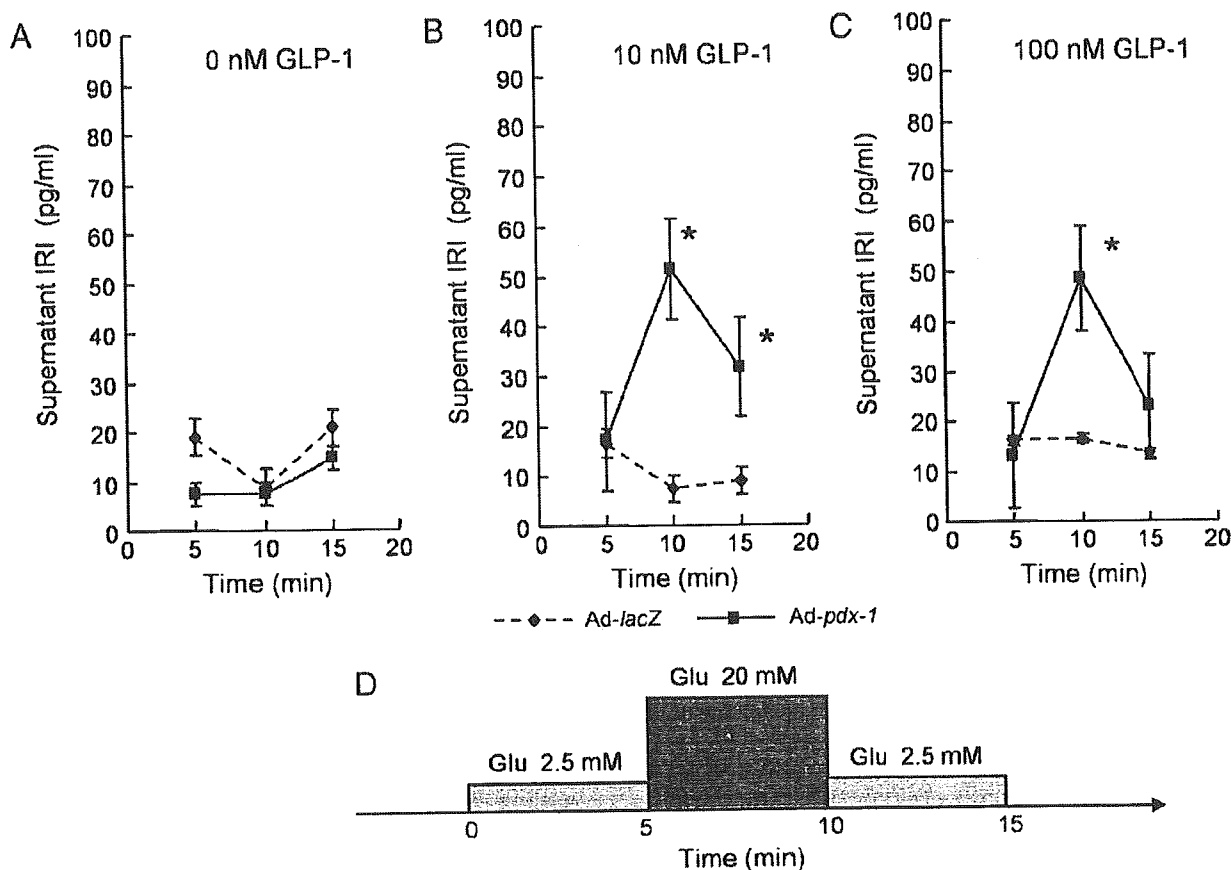 A
0 nM GLP-1
Supernatant IRI (pg/ml)
100
90
80
70
60
50
40
30
20
10
0
0 5 10 15 20
Time (min)
B
10 nM GLP-1
Supernatant IRI (pg/ml)
100
90
80
70
60
50
40
30
20
10
0
*
*
0 5 10 15 20
Time (min)
C
100 nM GLP-1
Supernatant IRI (pg/ml)
100
90
80
70
60
50
40
30
20
10
0
*
0 5 10 15 20
Time (min)
Ad-lacZ Ad-pdx-1
D
Glu 20 mM
Glu 2.5 mM Glu 2.5 mM
0 5 10 15
Time (min)